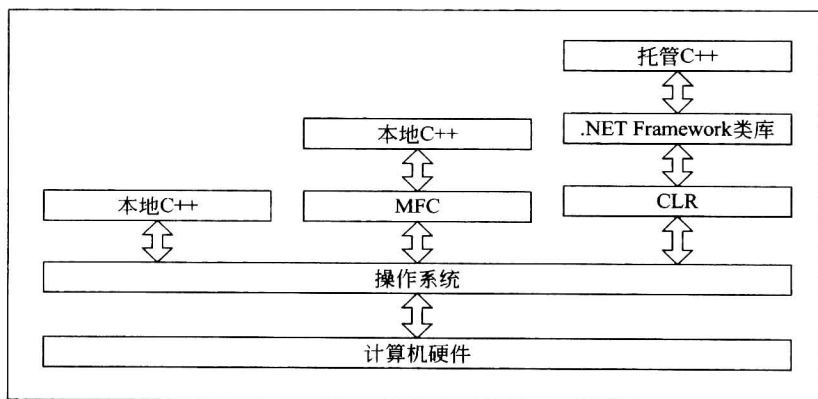 托管C++
.NET Framework类库
本地C++
本地C++
MFC
CLR
操作系统
计算机硬件